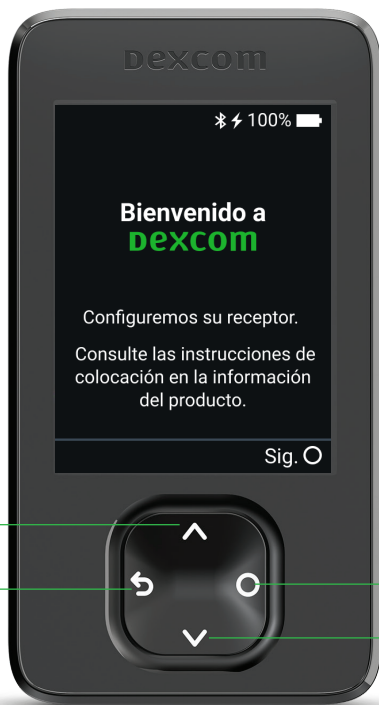 Dexcom
100%
Bienvenido a
Dexcom
Configuremos su receptor.
Consulte las instrucciones de
colocación en la información
del producto.
Sig.